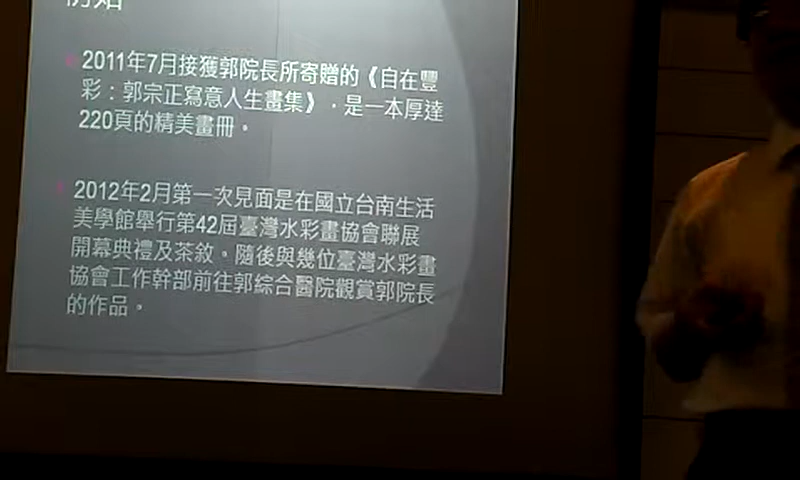 2011年7月接獲郭院長所寄贈的《自在豐
彩：郭宗正寫意人生畫集》，是一本厚達
220頁的精美畫冊。
2012年2月第一次見面是在國立台南生活
美學館舉行第42屆臺灣水彩畫協會聯展
開幕典禮及茶敘。隨後與幾位臺灣水彩畫
協會工作幹部前往郭綜合醫院觀賞郭院長
的作品。